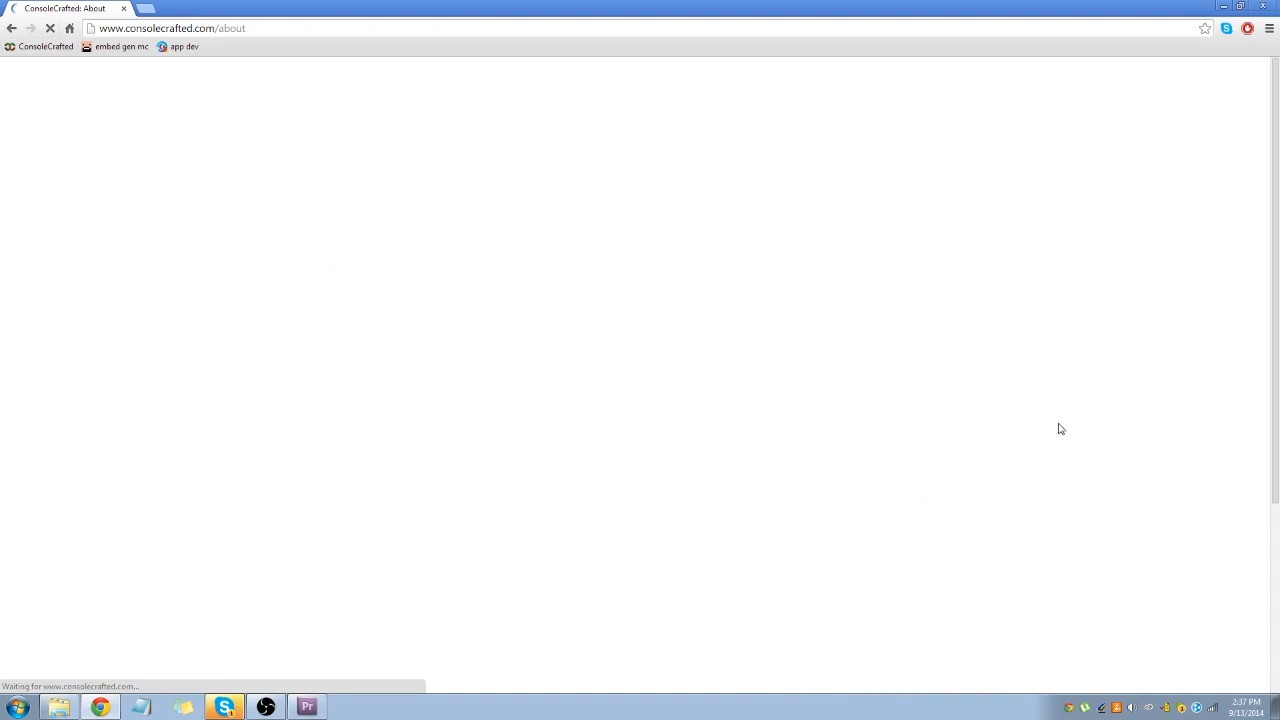 ConsoleCrafted: About
www.consolecrafted.com/about
ConsoleCrafted
embed gen mc
app dev
Waiting for www.consolecrafted.com...
Pr
2:37 PM
9/13/2014